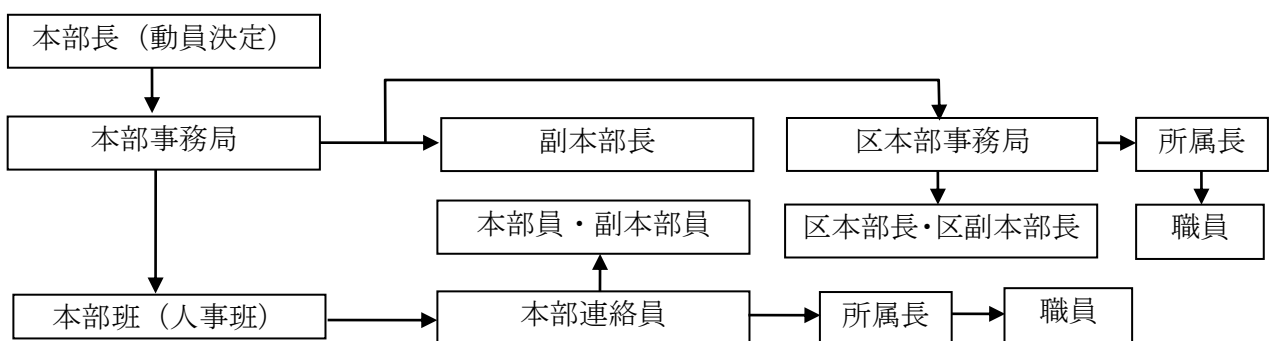 本部長（動員決定）
本部事務局
副本部長
区本部事務局
所属長
本部員・副本部員
区本部長・区副本部長
職員
本部班（人事班）
本部連絡員
所属長
職員